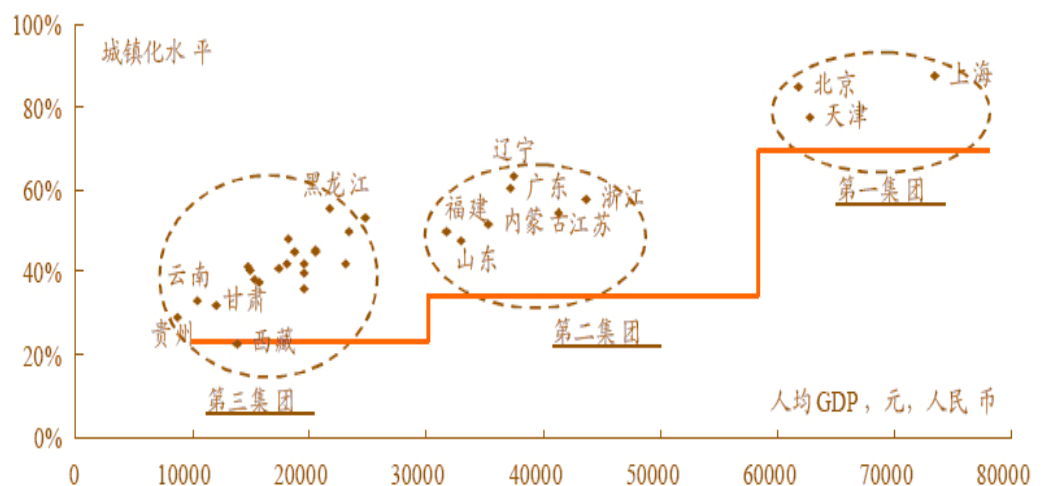 100%
城镇化水 平
80%
60%
40%
20%
0%
上海
北京
天津
第一集团
辽宁
广东
浙江
福建
内蒙古
江苏
山东
第二集团
黑龙江
云南
甘肃
贵州
西藏
第三集团
人均 GDP ，元，人民 币
0
10000
20000
30000
40000
50000
60000
70000
80000